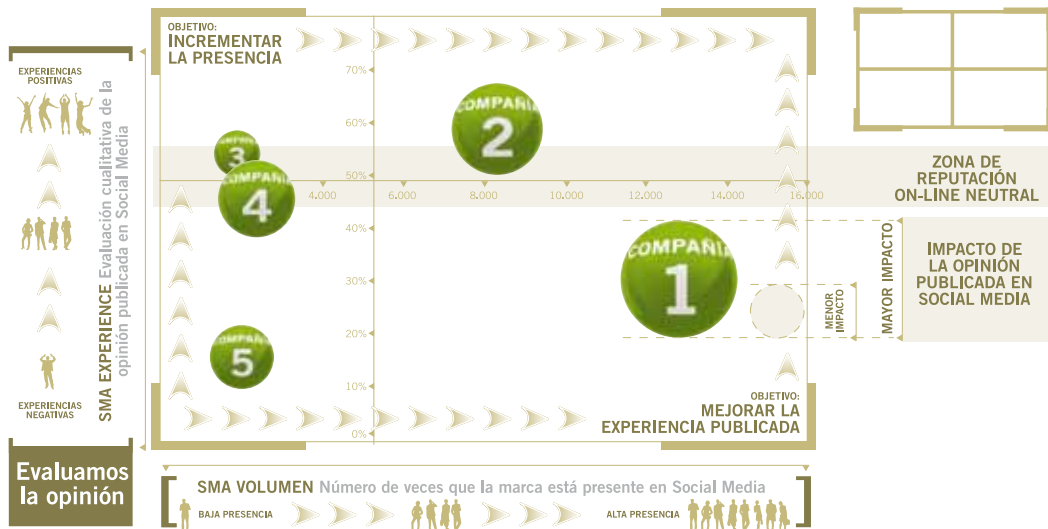 OBJETIVO:
INCREMENTAR
LA PRESENCIA
EXPERIENCIAS
POSITIVAS
SMA EXPERIENCE Evaluación cualitativa de la
opinión publicada en Social Media
EXPERIENCIAS
NEGATIVAS
Evaluamos
la opinión
70%
60%
50%
40%
30%
20%
10%
0%
4.000
6.000
8.000
10.000
12.000
14.000
16.000
COMPAÑÍA
2
3
COMPAÑÍA
4
COMPAÑÍA
1
COMPAÑÍA
5
ZONA DE
REPUTACIÓN
ON-LINE NEUTRAL
MENOR
IMPACTO
MAYOR IMPACTO
IMPACTO DE
LA OPINIÓN
PUBLICADA EN
SOCIAL MEDIA
OBJETIVO:
MEJORAR LA
EXPERIENCIA PUBLICADA
SMA VOLUMEN Número de veces que la marca está presente en Social Media
BAJA PRESENCIA
ALTA PRESENCIA